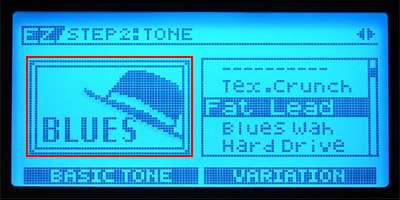 EZ STEP2:TONE
BLUES
----------
Tex.Crunch
Fat Lead
Blues Wah
Hard Drive
BASIC TONE
VARIATION